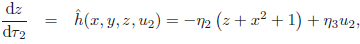 dz/dτ₂ = ĥ(x, y, z, u₂) = −η₂ (z + x² + 1) + η₃u₂,